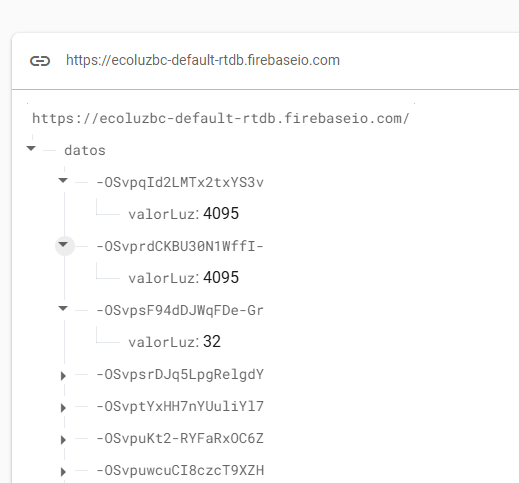 https://ecoluzbc-default-rtdb.firebaseio.com
https://ecoluzbc-default-rtdb.firebaseio.com/
datos
-OSvpqId2LMTx2txYS3v
valorLuz: 4095
-OSvprdCKBU30N1WffI-
valorLuz: 4095
-OSvpsF94dDJWqFDe-Gr
valorLuz: 32
-OSvpsrDJq5LpgRelgdY
-OSvptYxHH7nYUuliYl7
-OSvpuKt2-RYFaRxOC6Z
-OSvpuwcuCI8czcT9XZH